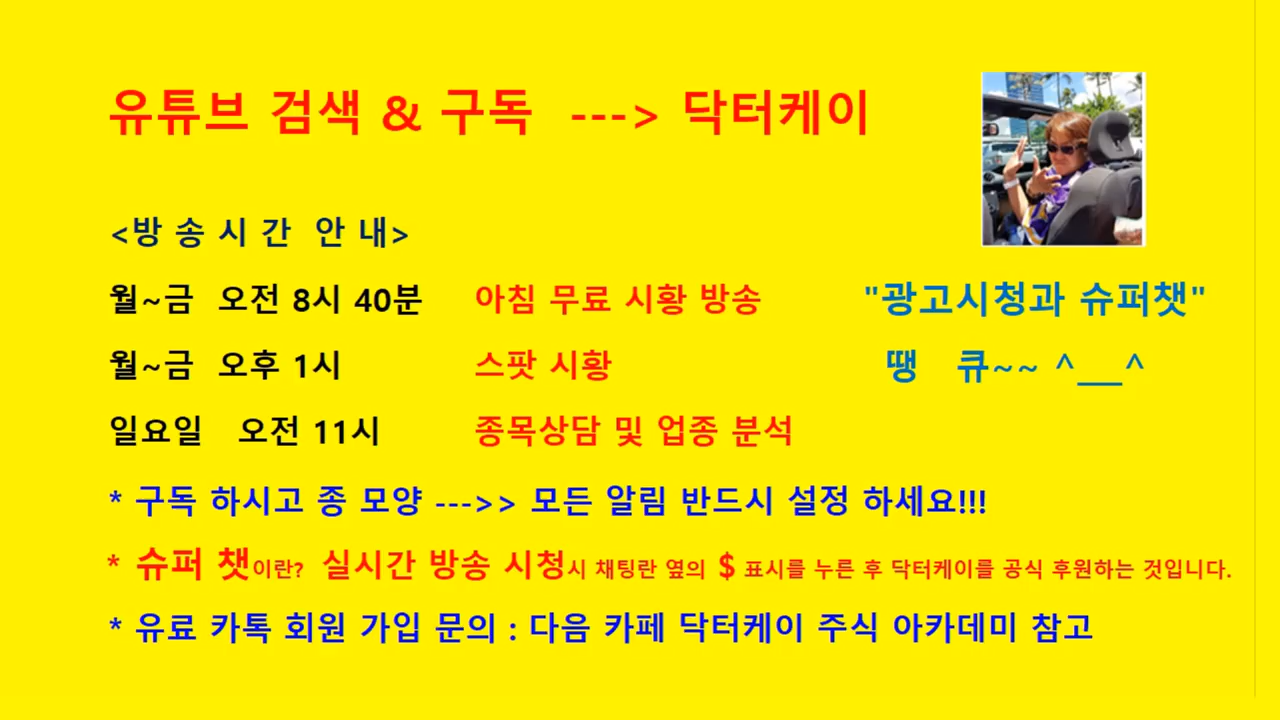 유튜브 검색 & 구독 ---> 닥터케이
<방 송 시 간 안 내>
월~금 오전 8시 40분 아침 무료 시황 방송 "광고시청과 슈퍼챗"
월~금 오후 1시 스팟 시황 땡 큐~~ ^__^
일요일 오전 11시 종목상담 및 업종 분석
* 구독 하시고 종 모양 --->> 모든 알림 반드시 설정 하세요!!!
* 슈퍼 챗이란? 실시간 방송 시청시 채팅란 옆의 $ 표시를 누른 후 닥터케이를 공식 후원하는 것입니다.
* 유료 카톡 회원 가입 문의 : 다음 카페 닥터케이 주식 아카데미 참고